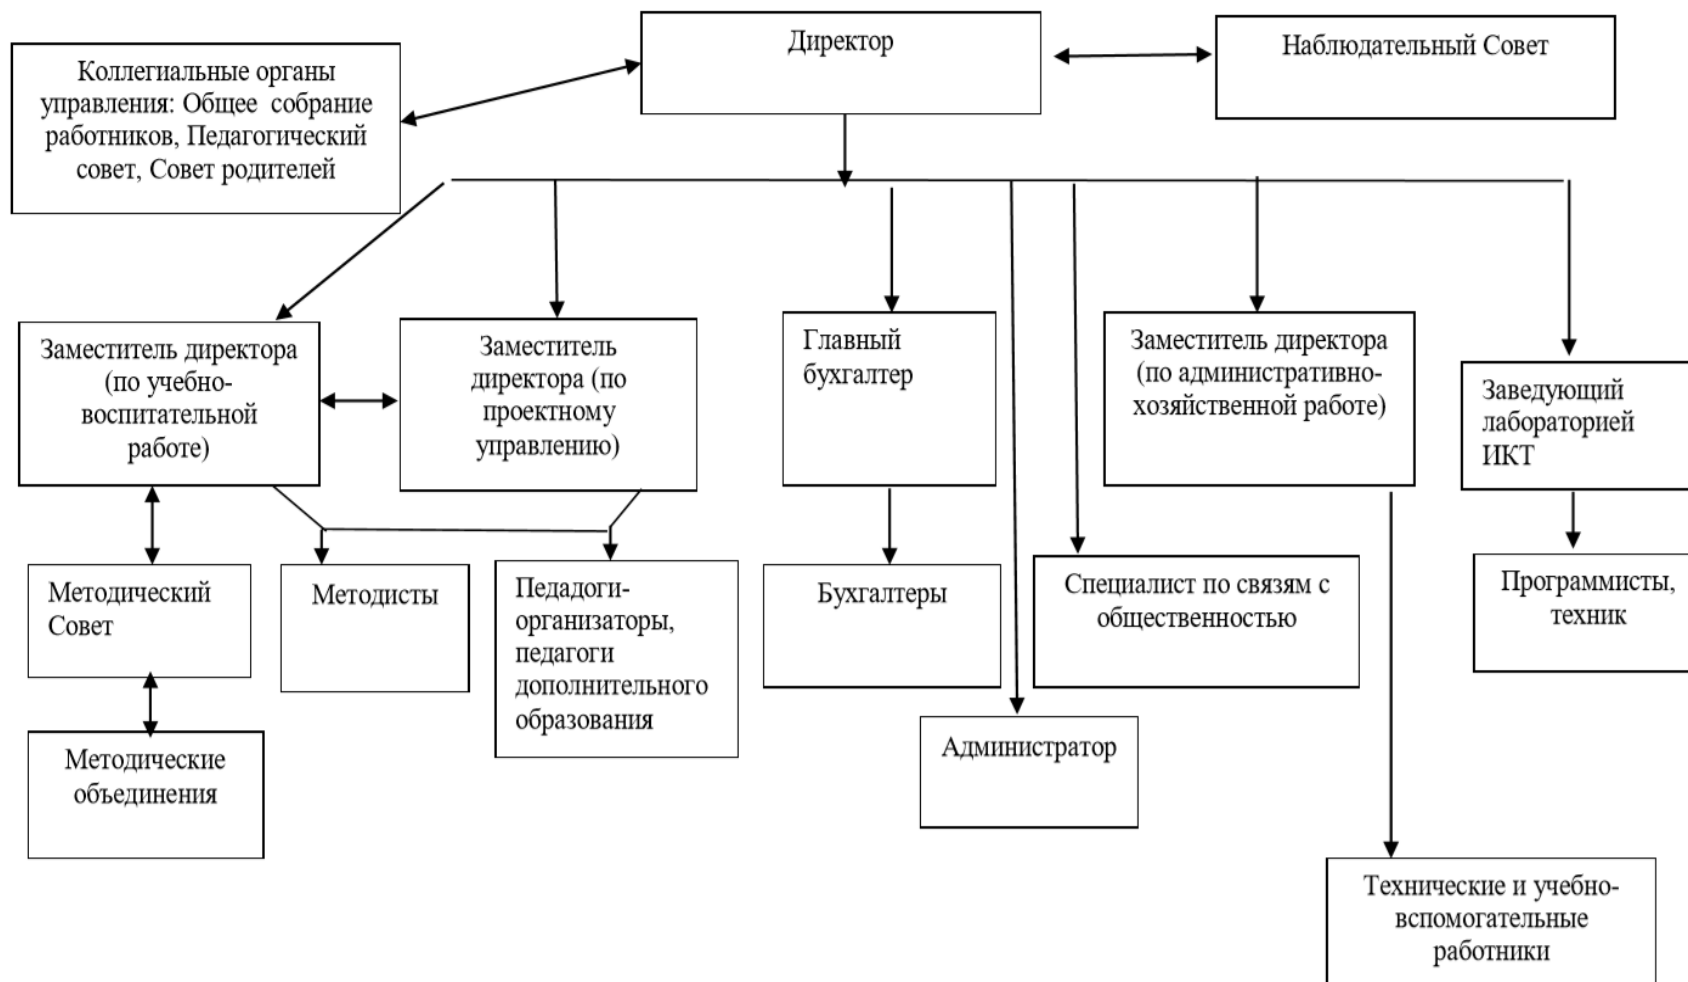 Директор
Наблюдательный Совет
Коллегиальные органы
управления: Общее собрание
работников, Педагогический
совет, Совет родителей
Заместитель директора
(по учебно-
воспитательной
работе)
Заместитель
директора (по
проектному
управлению)
Главный
бухгалтер
Заместитель директора
(по административно-
хозяйственной работе)
Заведующий
лабораторией
ИКТ
Методический
Совет
Методисты
Педадоги-
организаторы,
педагоги
дополнительного
образования
Бухгалтеры
Специалист по связям с
общественностью
Программисты,
техник
Администратор
Методические
объединения
Технические и учебно-
вспомогательные
работники